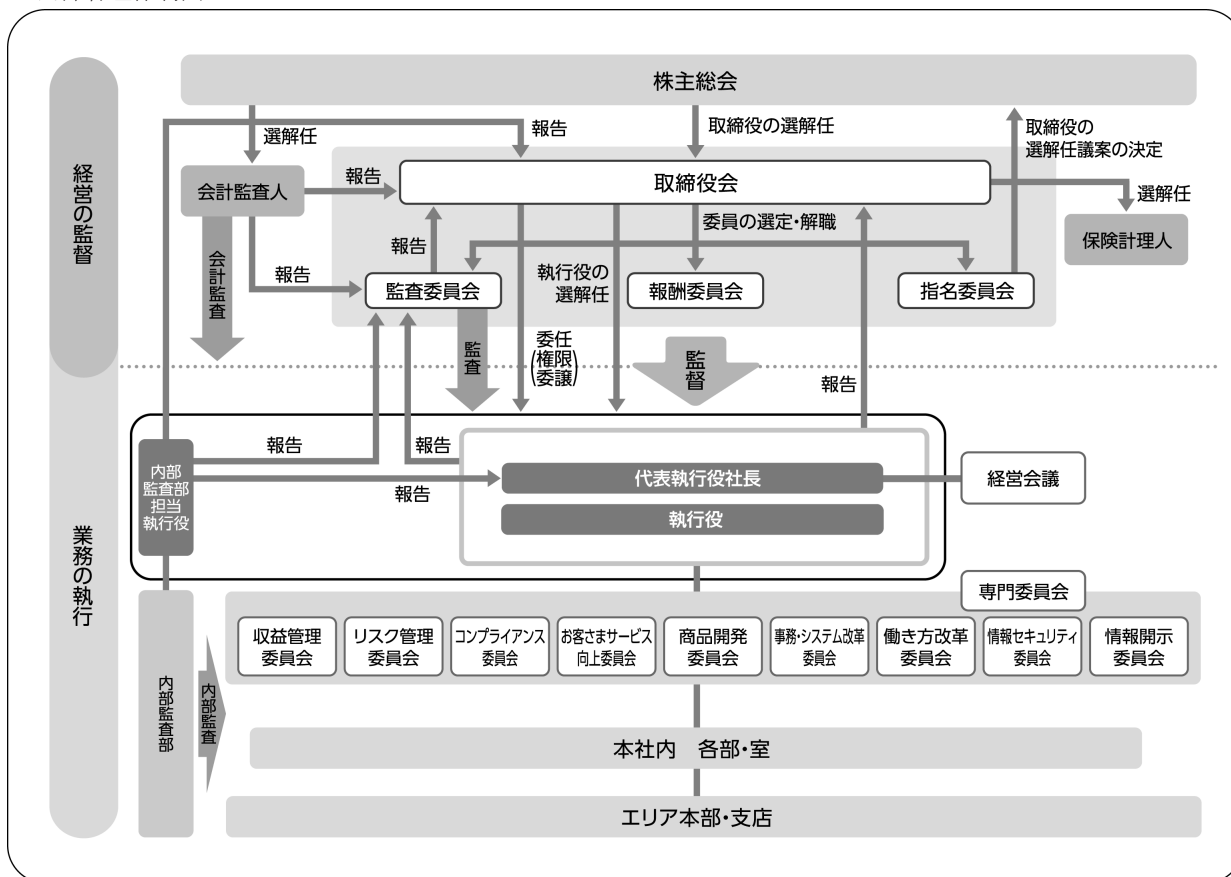 株主総会
選解任
報告
取締役の選解任
取締役の
選解任議案の決定
経営の監督
会計監査人
報告
取締役会
選解任
保険計理人
委員の選定・解職
報告
会計監査
報告
監査委員会
執行役の
選解任
報酬委員会
指名委員会
監査
委任
(権限
委譲)
監督
報告
業務の執行
内部
監査部
担当
執行役
報告
報告
報告
代表執行役社長
執行役
経営会議
専門委員会
収益管理
委員会
リスク管理
委員会
コンプライアンス
委員会
お客さまサービス
向上委員会
商品開発
委員会
事務・システム改革
委員会
働き方改革
委員会
情報セキュリティ
委員会
情報開示
委員会
内部監査部
内部監査
本社内　各部・室
エリア本部・支店